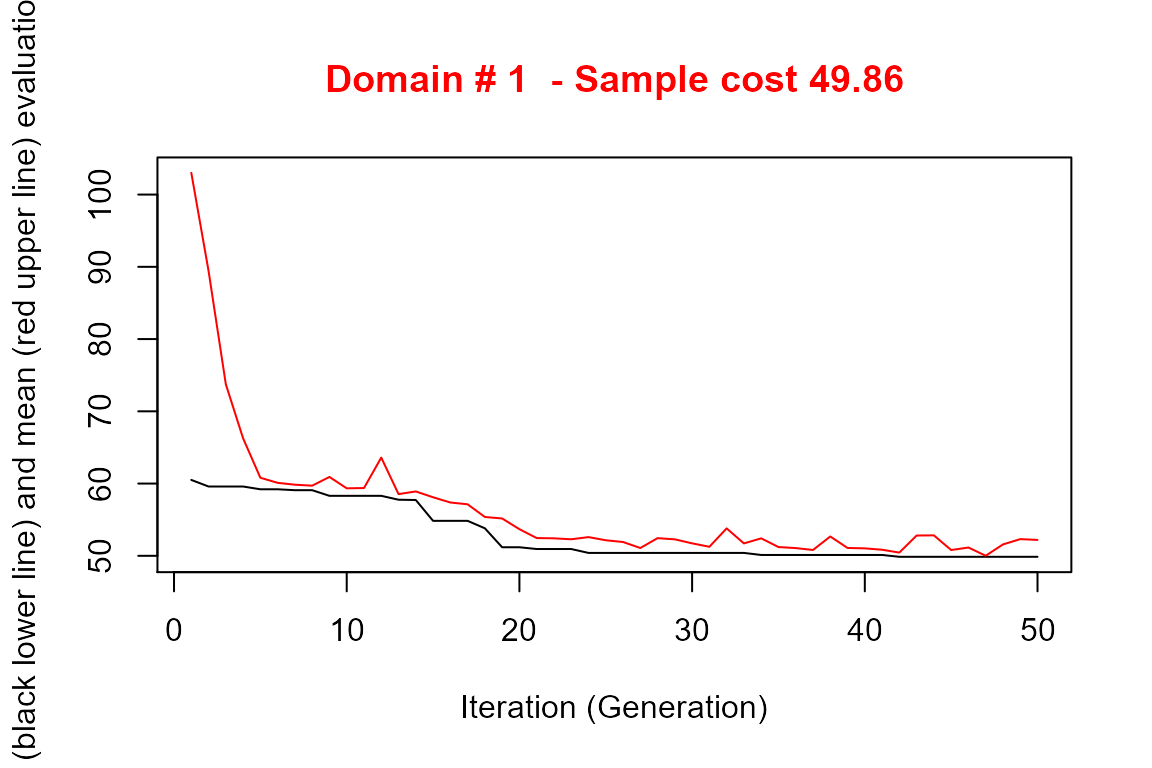 Domain # 1 - Sample cost 49.86
(black lower line) and mean (red upper line) evaluatio
100
90
80
70
60
50
0 10 20 30 40 50
Iteration (Generation)